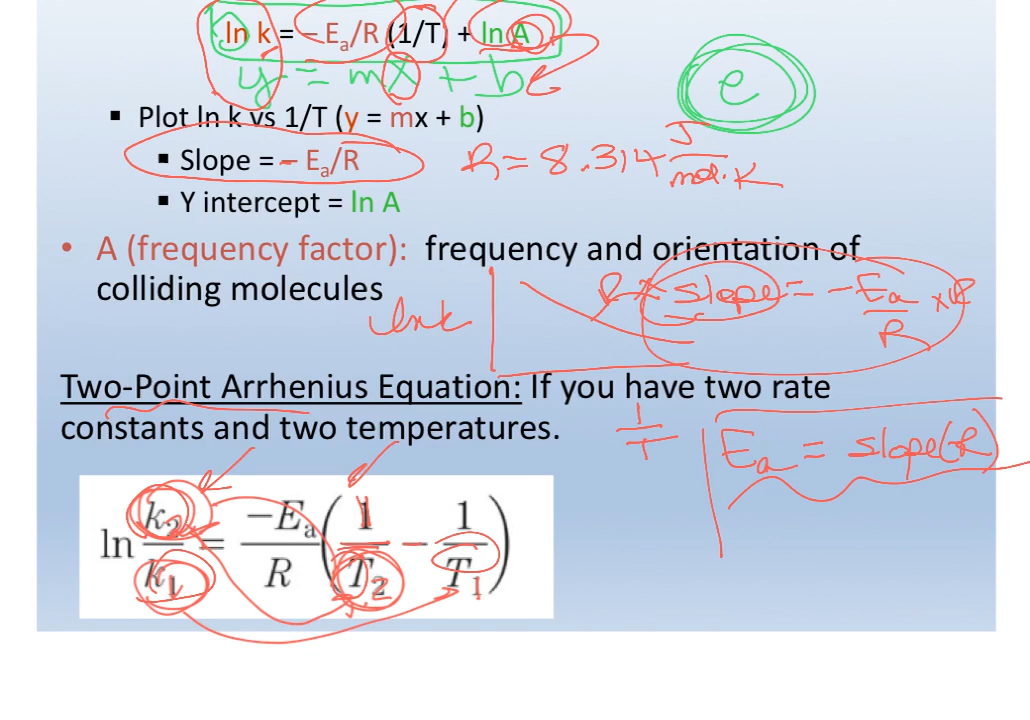 ln k = – Eₐ/R (1/T) + ln A
y = mx + b
e
▪ Plot ln k vs 1/T (y = mx + b)
▪ Slope = – Eₐ/R
R = 8.314 J/mol·K
▪ Y intercept = ln A
• A (frequency factor): frequency and orientation of
colliding molecules
R × slope = -Eₐ/R × R
ln k
Two-Point Arrhenius Equation: If you have two rate
constants and two temperatures.
1/T
Eₐ = slope(R)
ln k₂/k₁ = -Eₐ/R (1/T₂ − 1/T₁)